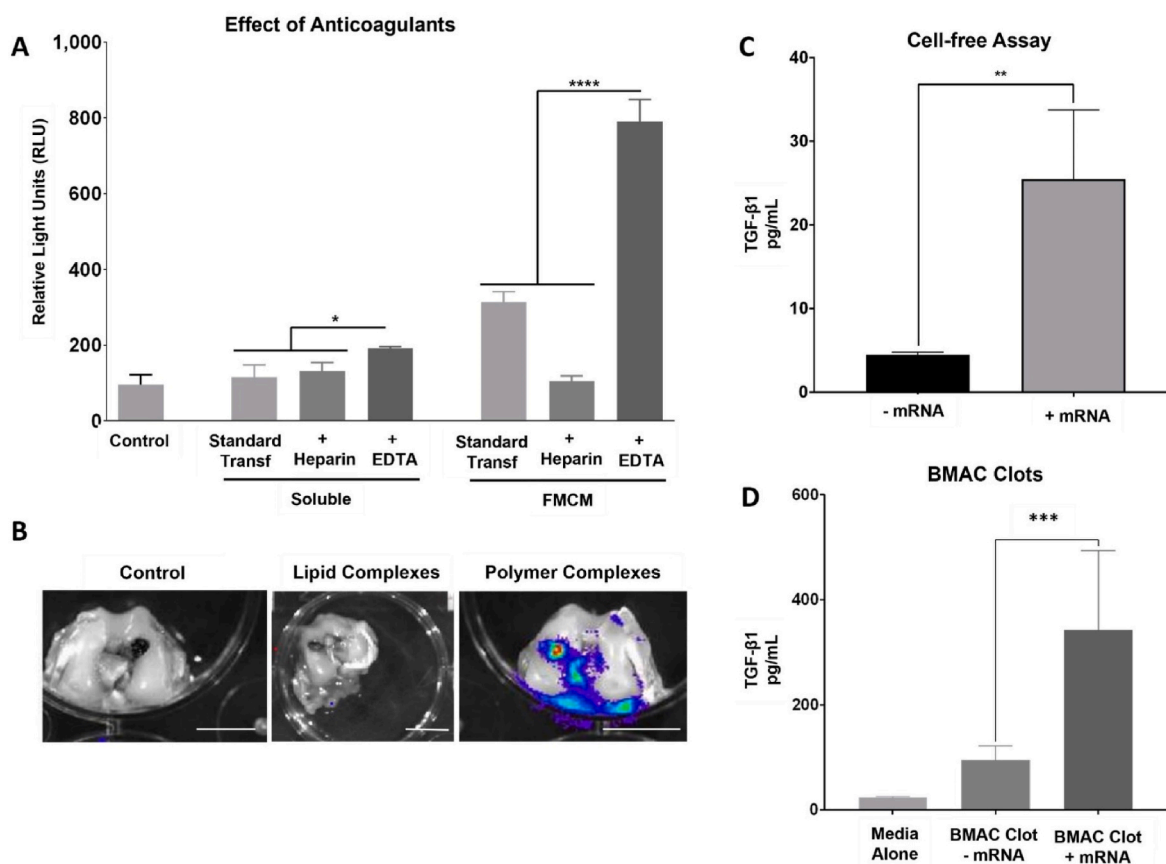 A
Effect of Anticoagulants
Relative Light Units (RLU)
1,000
800
600
400
200
0
*
****
Control
Standard
Transf
+
Heparin
+
EDTA
Standard
Transf
+
Heparin
+
EDTA
Soluble
FMCM
B
Control
Lipid Complexes
Polymer Complexes
C
Cell-free Assay
TGF-β1
pg/mL
40
30
20
10
0
**
- mRNA
+ mRNA
D
BMAC Clots
TGF-β1
pg/mL
600
400
200
0
***
Media
Alone
BMAC Clot
- mRNA
BMAC Clot
+ mRNA